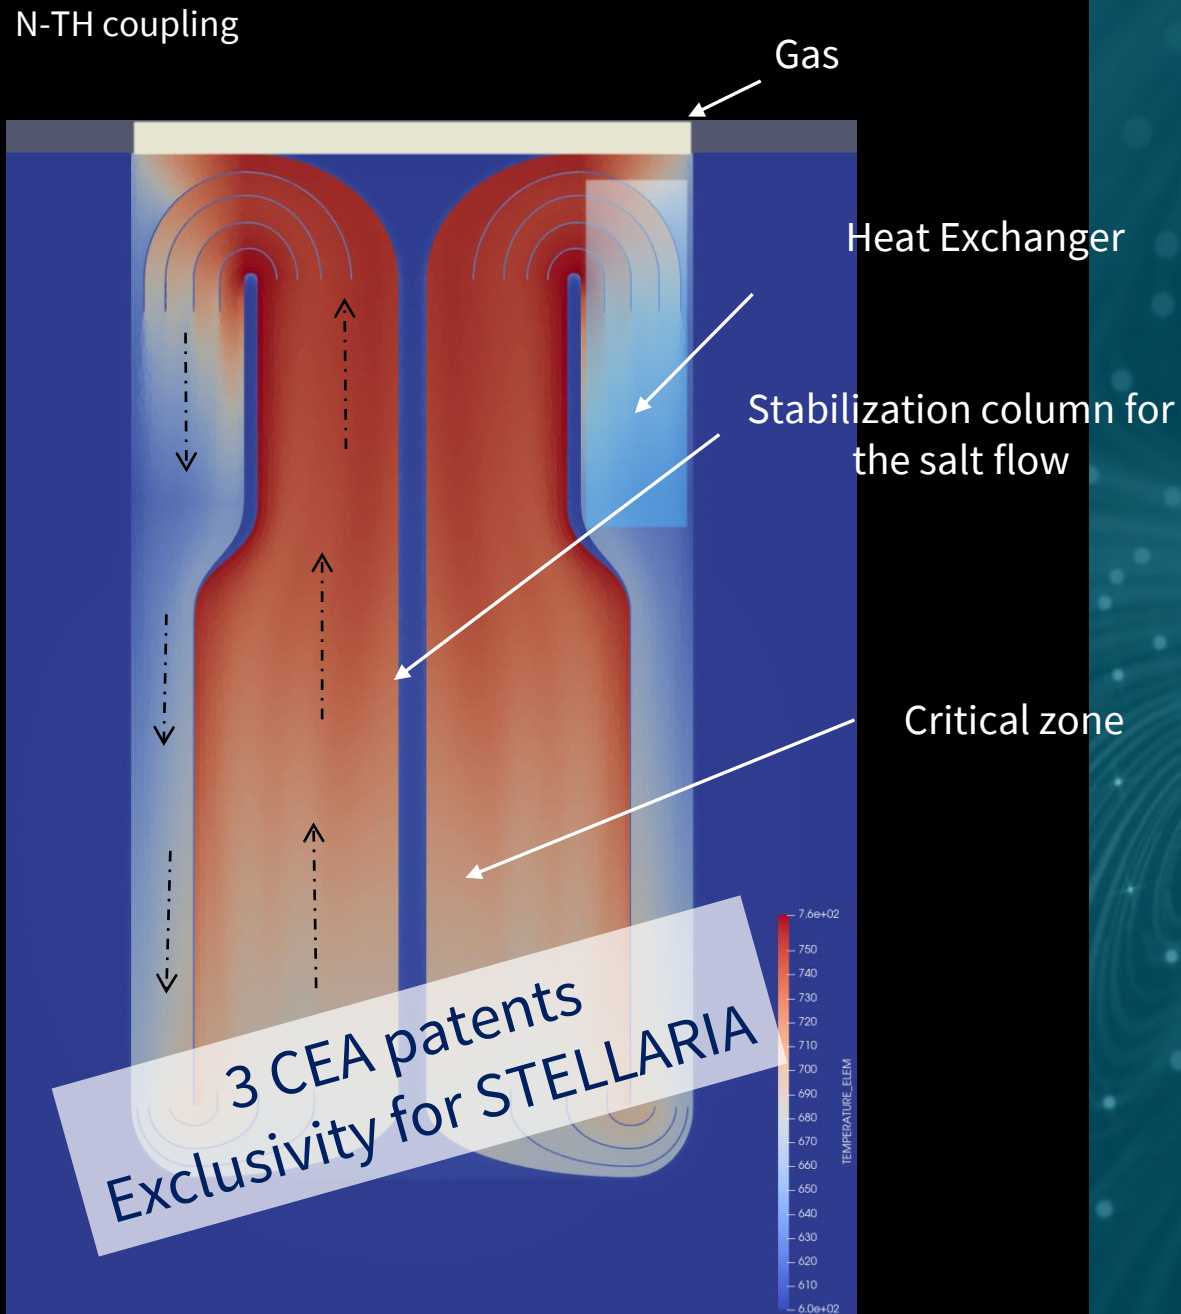 N-TH coupling
Gas
Heat Exchanger
Stabilization column for
the salt flow
Critical zone
3 CEA patents
Exclusivity for STELLARIA
7.6e+02
750
740
730
720
710
700
690
680
670
660
650
640
630
620
610
6.0e+02
TEMPERATURE_ELEM